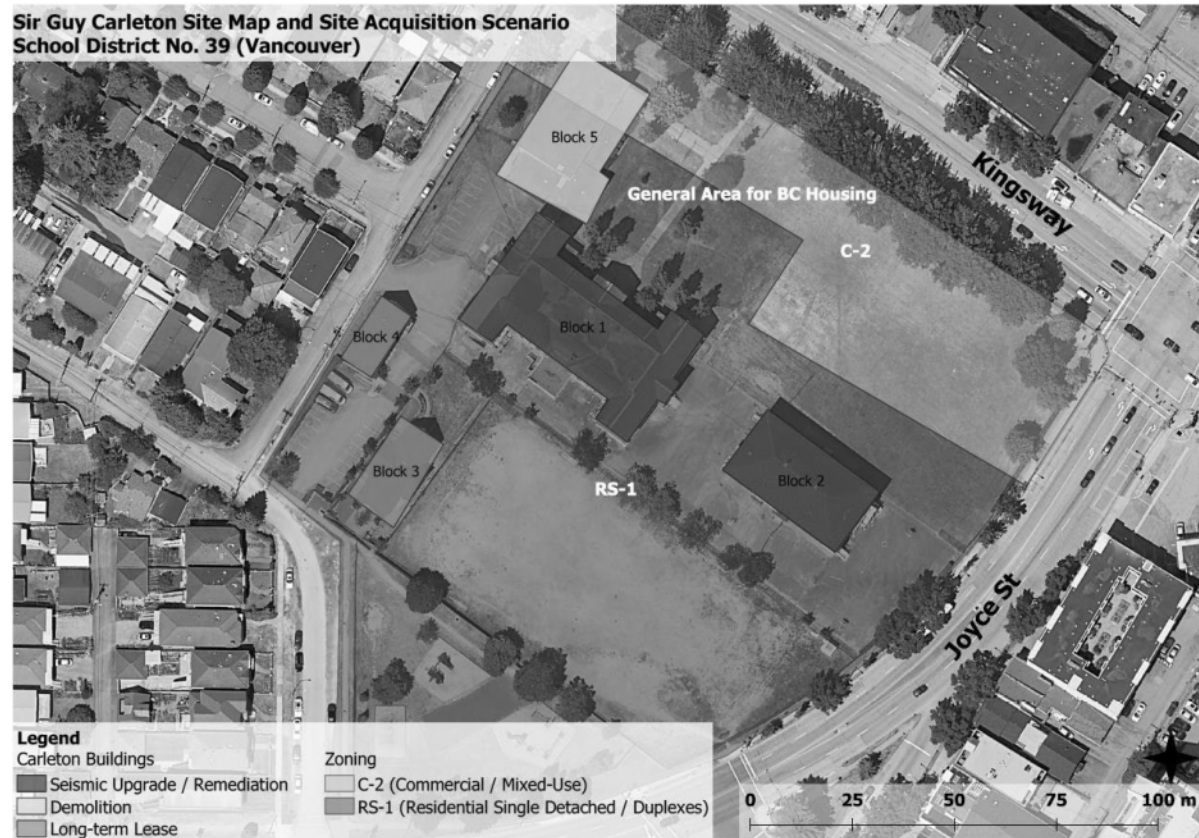 Sir Guy Carleton Site Map and Site Acquisition Scenario
School District No. 39 (Vancouver)
Block 5
Kingsway
General Area for BC Housing
C-2
Block 1
Block 4
Block 3
Block 2
RS-1
Joyce St
Legend
Carleton Buildings
Seismic Upgrade / Remediation
Demolition
Long-term Lease
Zoning
C-2 (Commercial / Mixed-Use)
RS-1 (Residential Single Detached / Duplexes)
0 25 50 75 100 m